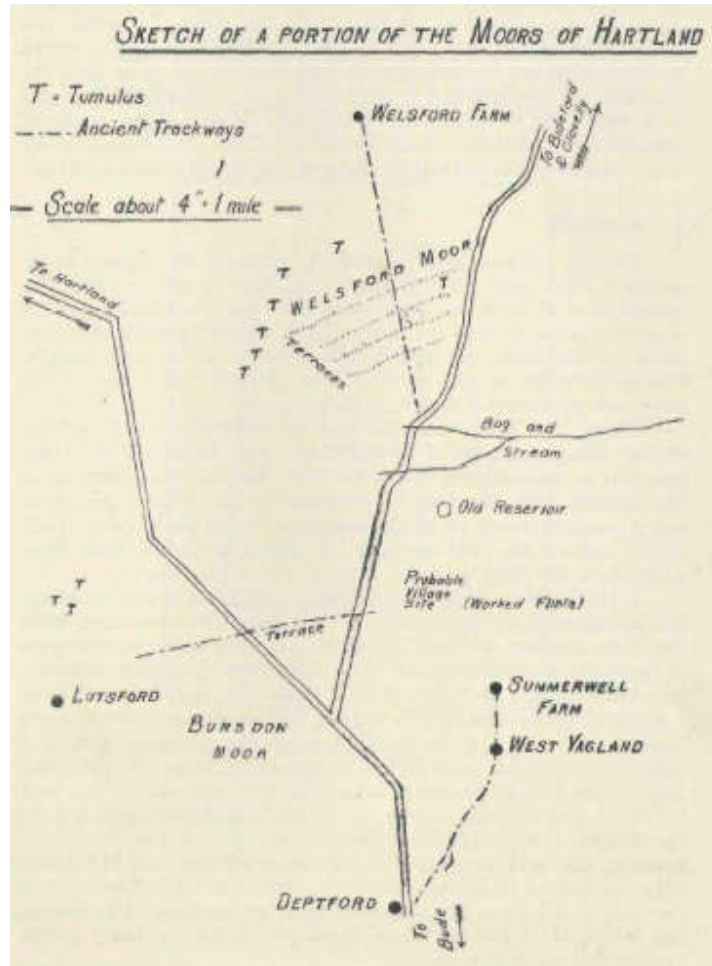 SKETCH OF A PORTION OF THE MOORS OF HARTLAND
T = Tumulus
Ancient Trackways
Scale about 4" = 1 mile
WELSFORD FARM
To Bideford
& Clovelly
To Hartland
T
T
T
T
T
T
T
WELSFORD MOOR
Terraces
Bog and
Stream
Old Reservoir
Probable
Village
Site (Worked Flints)
T
T
T
Terrace
LUTSFORD
BURSDON
MOOR
SUMMERWELL
FARM
WEST YAGLAND
DEPTFORD
To
Bude